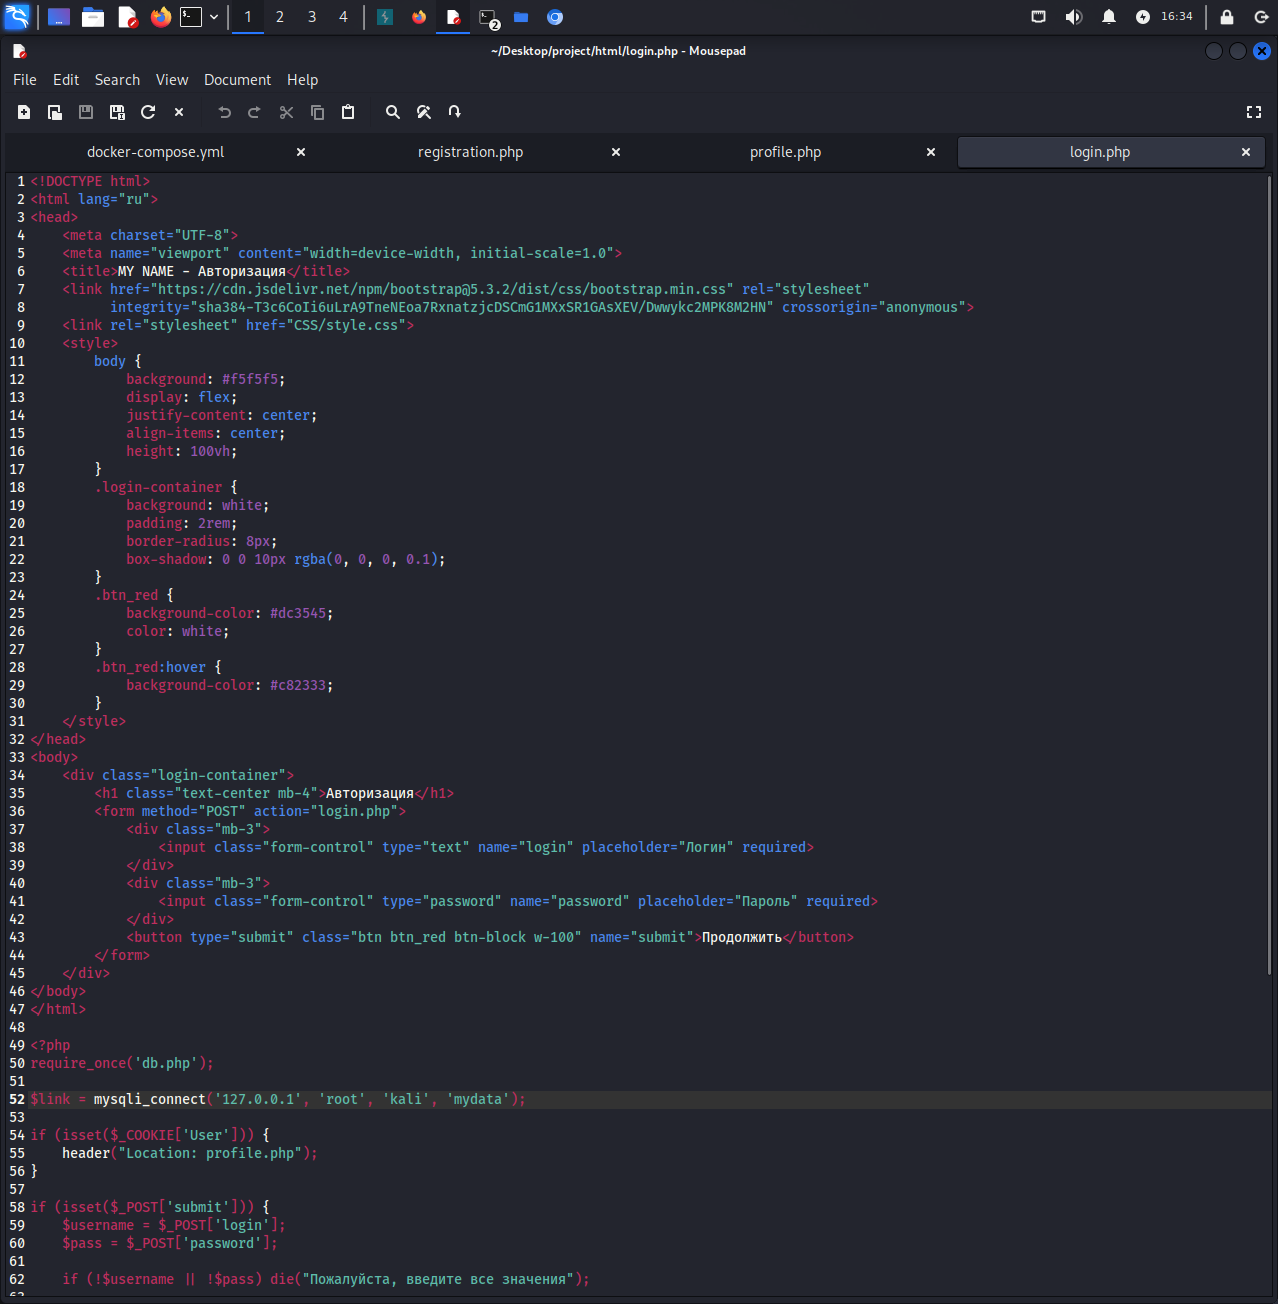 1 2 3 4 2 16:34
~/Desktop/project/html/login.php - Mousepad
File Edit Search View Document Help
docker-compose.yml registration.php profile.php login.php
1 <!DOCTYPE html>
2 <html lang="ru">
3 <head>
4     <meta charset="UTF-8">
5     <meta name="viewport" content="width=device-width, initial-scale=1.0">
6     <title>MY NAME - Авторизация</title>
7     <link href="https://cdn.jsdelivr.net/npm/bootstrap@5.3.2/dist/css/bootstrap.min.css" rel="stylesheet"
8           integrity="sha384-T3c6CoIi6uLrA9TneNEoa7RxnatzjcDSCmG1MXxSR1GAsXEV/Dwwykc2MPK8M2HN" crossorigin="anonymous">
9     <link rel="stylesheet" href="CSS/style.css">
10     <style>
11         body {
12             background: #f5f5f5;
13             display: flex;
14             justify-content: center;
15             align-items: center;
16             height: 100vh;
17         }
18         .login-container {
19             background: white;
20             padding: 2rem;
21             border-radius: 8px;
22             box-shadow: 0 0 10px rgba(0, 0, 0, 0.1);
23         }
24         .btn_red {
25             background-color: #dc3545;
26             color: white;
27         }
28         .btn_red:hover {
29             background-color: #c82333;
30         }
31     </style>
32 </head>
33 <body>
34     <div class="login-container">
35         <h1 class="text-center mb-4">Авторизация</h1>
36         <form method="POST" action="login.php">
37             <div class="mb-3">
38                 <input class="form-control" type="text" name="login" placeholder="Логин" required>
39             </div>
40             <div class="mb-3">
41                 <input class="form-control" type="password" name="password" placeholder="Пароль" required>
42             </div>
43             <button type="submit" class="btn btn_red btn-block w-100" name="submit">Продолжить</button>
44         </form>
45     </div>
46 </body>
47 </html>
48
49 <?php
50 require_once('db.php');
51
52 $link = mysqli_connect('127.0.0.1', 'root', 'kali', 'mydata');
53
54 if (isset($_COOKIE['User'])) {
55     header("Location: profile.php");
56 }
57
58 if (isset($_POST['submit'])) {
59     $username = $_POST['login'];
60     $pass = $_POST['password'];
61
62     if (!$username || !$pass) die("Пожалуйста, введите все значения");